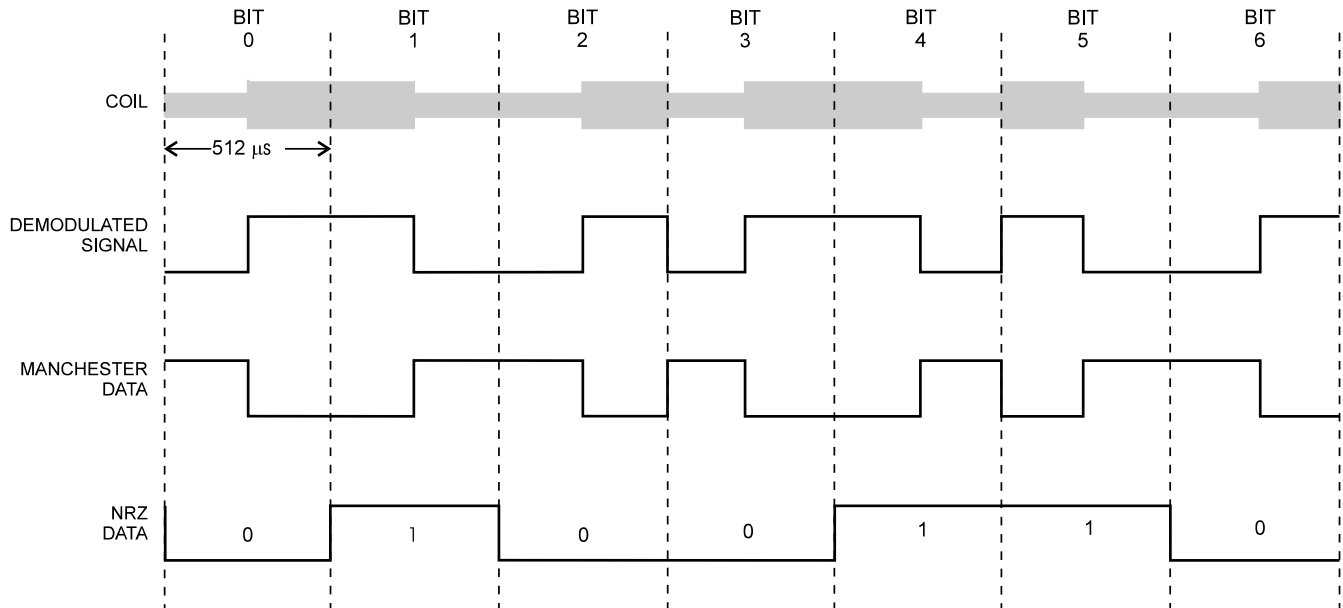 BIT BIT BIT BIT BIT BIT BIT
0 1 2 3 4 5 6
COIL
512 μs
DEMODULATED
SIGNAL
MANCHESTER
DATA
NRZ
DATA
0 1 0 0 1 1 0